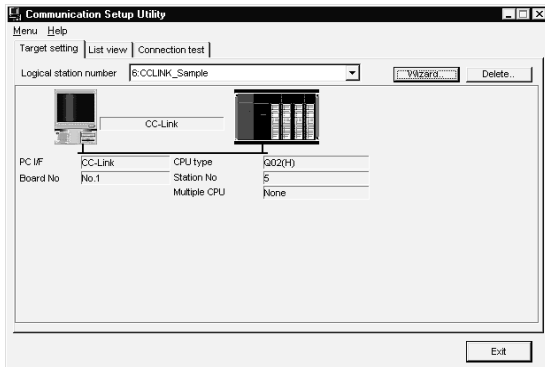 Communication Setup Utility
Menu Help
Target setting List view Connection test
Logical station number 6:CCLINK_Sample Wizard... Delete..
CC-Link
PC I/F CC-Link CPU type Q02(H)
Board No No.1 Station No 5
Multiple CPU None
Exit